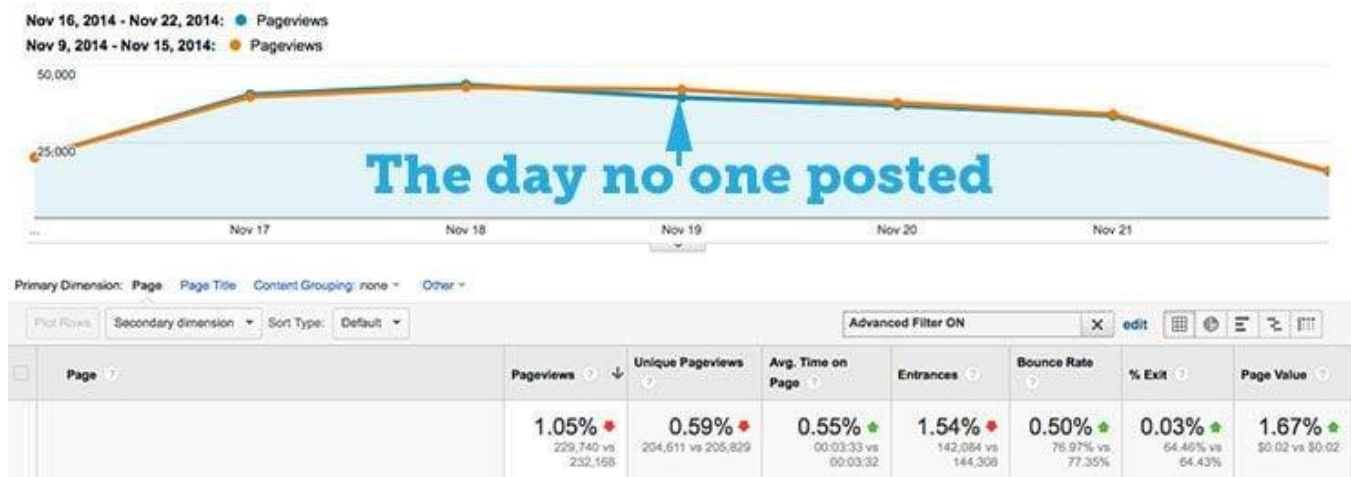 Nov 16, 2014 - Nov 22, 2014: Pageviews
Nov 9, 2014 - Nov 15, 2014: Pageviews
50,000
25,000
The day no one posted
... Nov 17 Nov 18 Nov 19 Nov 20 Nov 21
Primary Dimension: Page Page Title Content Grouping: none Other
Plot Rows Secondary dimension Sort Type: Default Advanced Filter ON X edit
Page ? Pageviews ? Unique Pageviews ? Avg. Time on Page ? Entrances ? Bounce Rate ? % Exit ? Page Value ?
1.05% 0.59% 0.55% 1.54% 0.50% 0.03% 1.67%
229,740 vs 232,168 204,611 vs 205,829 00:03:33 vs 00:03:32 142,084 vs 144,308 76.97% vs 77.35% 64.46% vs 64.43% $0.02 vs $0.02